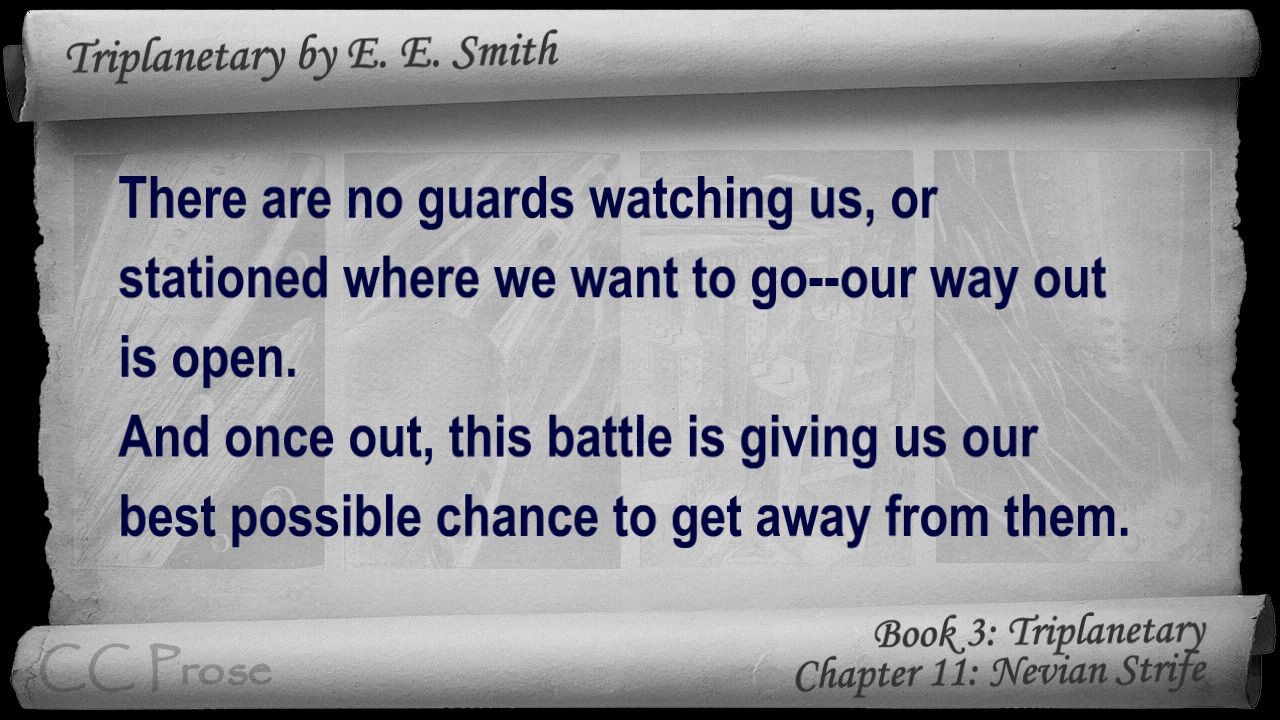 Triplanetary by E. E. Smith
There are no guards watching us, or
stationed where we want to go--our way out
is open.
And once out, this battle is giving us our
best possible chance to get away from them.
Book 3: Triplanetary
CC Prose
Chapter 11: Nevian Strife